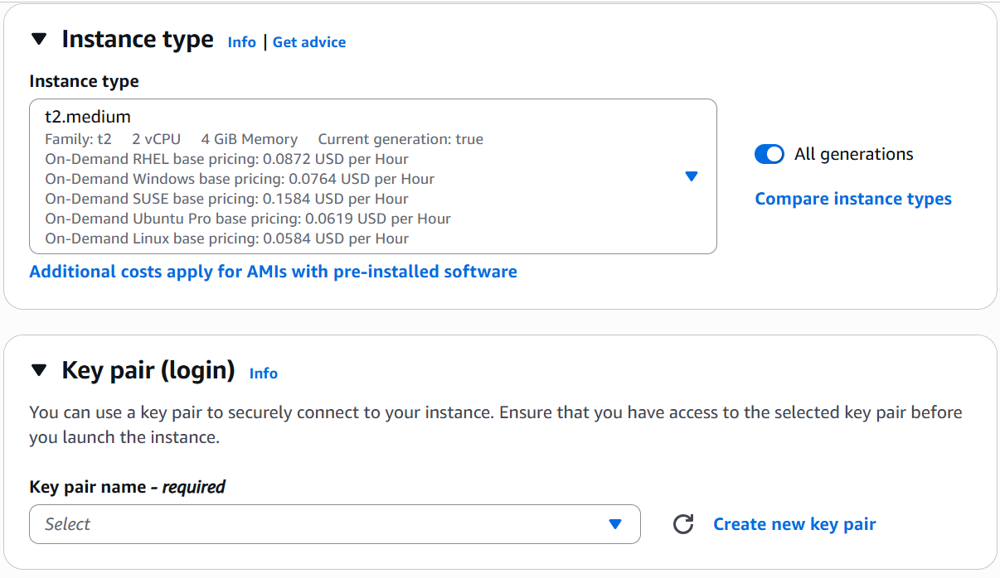 Instance type Info | Get advice
Instance type
t2.medium
Family: t2 2 vCPU 4 GiB Memory Current generation: true
On-Demand RHEL base pricing: 0.0872 USD per Hour
On-Demand Windows base pricing: 0.0764 USD per Hour
On-Demand SUSE base pricing: 0.1584 USD per Hour
On-Demand Ubuntu Pro base pricing: 0.0619 USD per Hour
On-Demand Linux base pricing: 0.0584 USD per Hour
All generations
Compare instance types
Additional costs apply for AMIs with pre-installed software
Key pair (login) Info
You can use a key pair to securely connect to your instance. Ensure that you have access to the selected key pair before
you launch the instance.
Key pair name - required
Select
Create new key pair